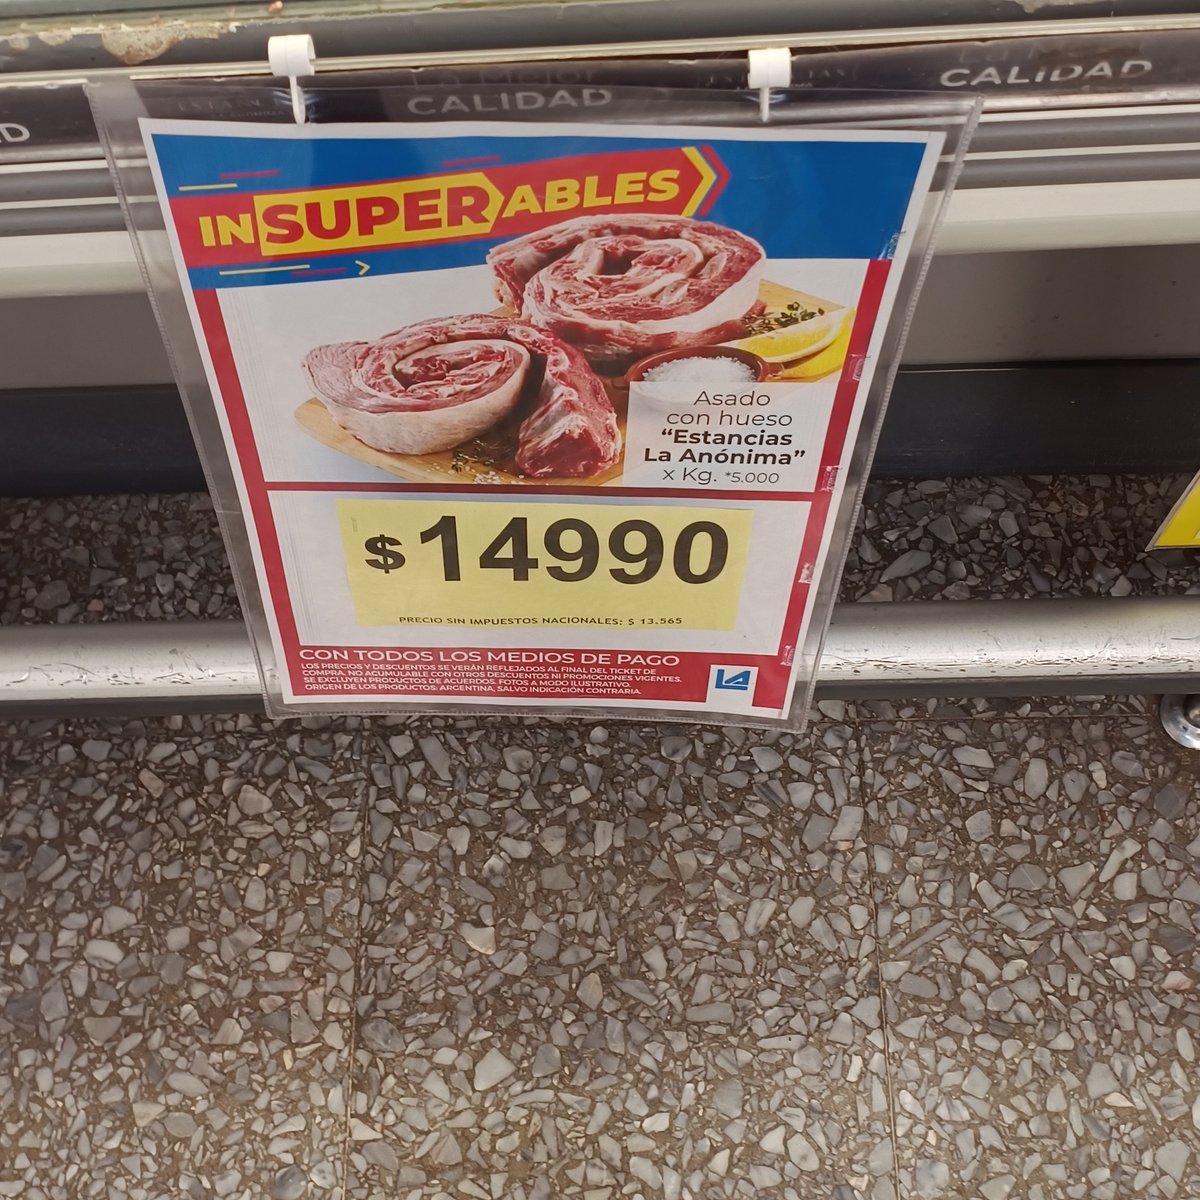 CALIDAD
CALIDAD
ID
INSUPERABLES
Asado
con hueso
“Estancias
La Anónima”
x Kg. *5.000
$14990
PRECIO SIN IMPUESTOS NACIONALES: $ 13.565
CON TODOS LOS MEDIOS DE PAGO
LOS PRECIOS Y DESCUENTOS SE VERÁN REFLEJADOS AL FINAL DEL TICKET DE
COMPRA. NO ACUMULABLE CON OTROS DESCUENTOS NI PROMOCIONES VIGENTES.
SE EXCLUYEN PRODUCTOS DE ACUERDOS. FOTOS A MODO ILUSTRATIVO.
ORIGEN DE LOS PRODUCTOS: ARGENTINA, SALVO INDICACIÓN CONTRARIA.
LA